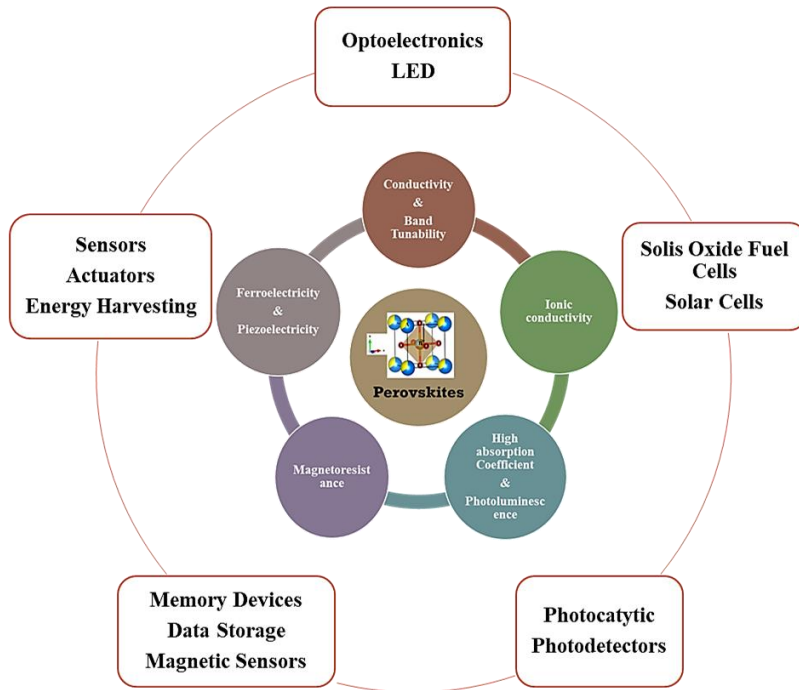 Optoelectronics
LED
Conductivity
&
Band
Tunability
Sensors
Actuators
Energy Harvesting
Solis Oxide Fuel
Cells
Solar Cells
Ferroelectricity
&
Piezoelectricity
Ionic
conductivity
Perovskites
Magnetoresist
ance
High
absorption
Coefficient
&
Photoluminesc
ence
Memory Devices
Data Storage
Magnetic Sensors
Photocatytic
Photodetectors